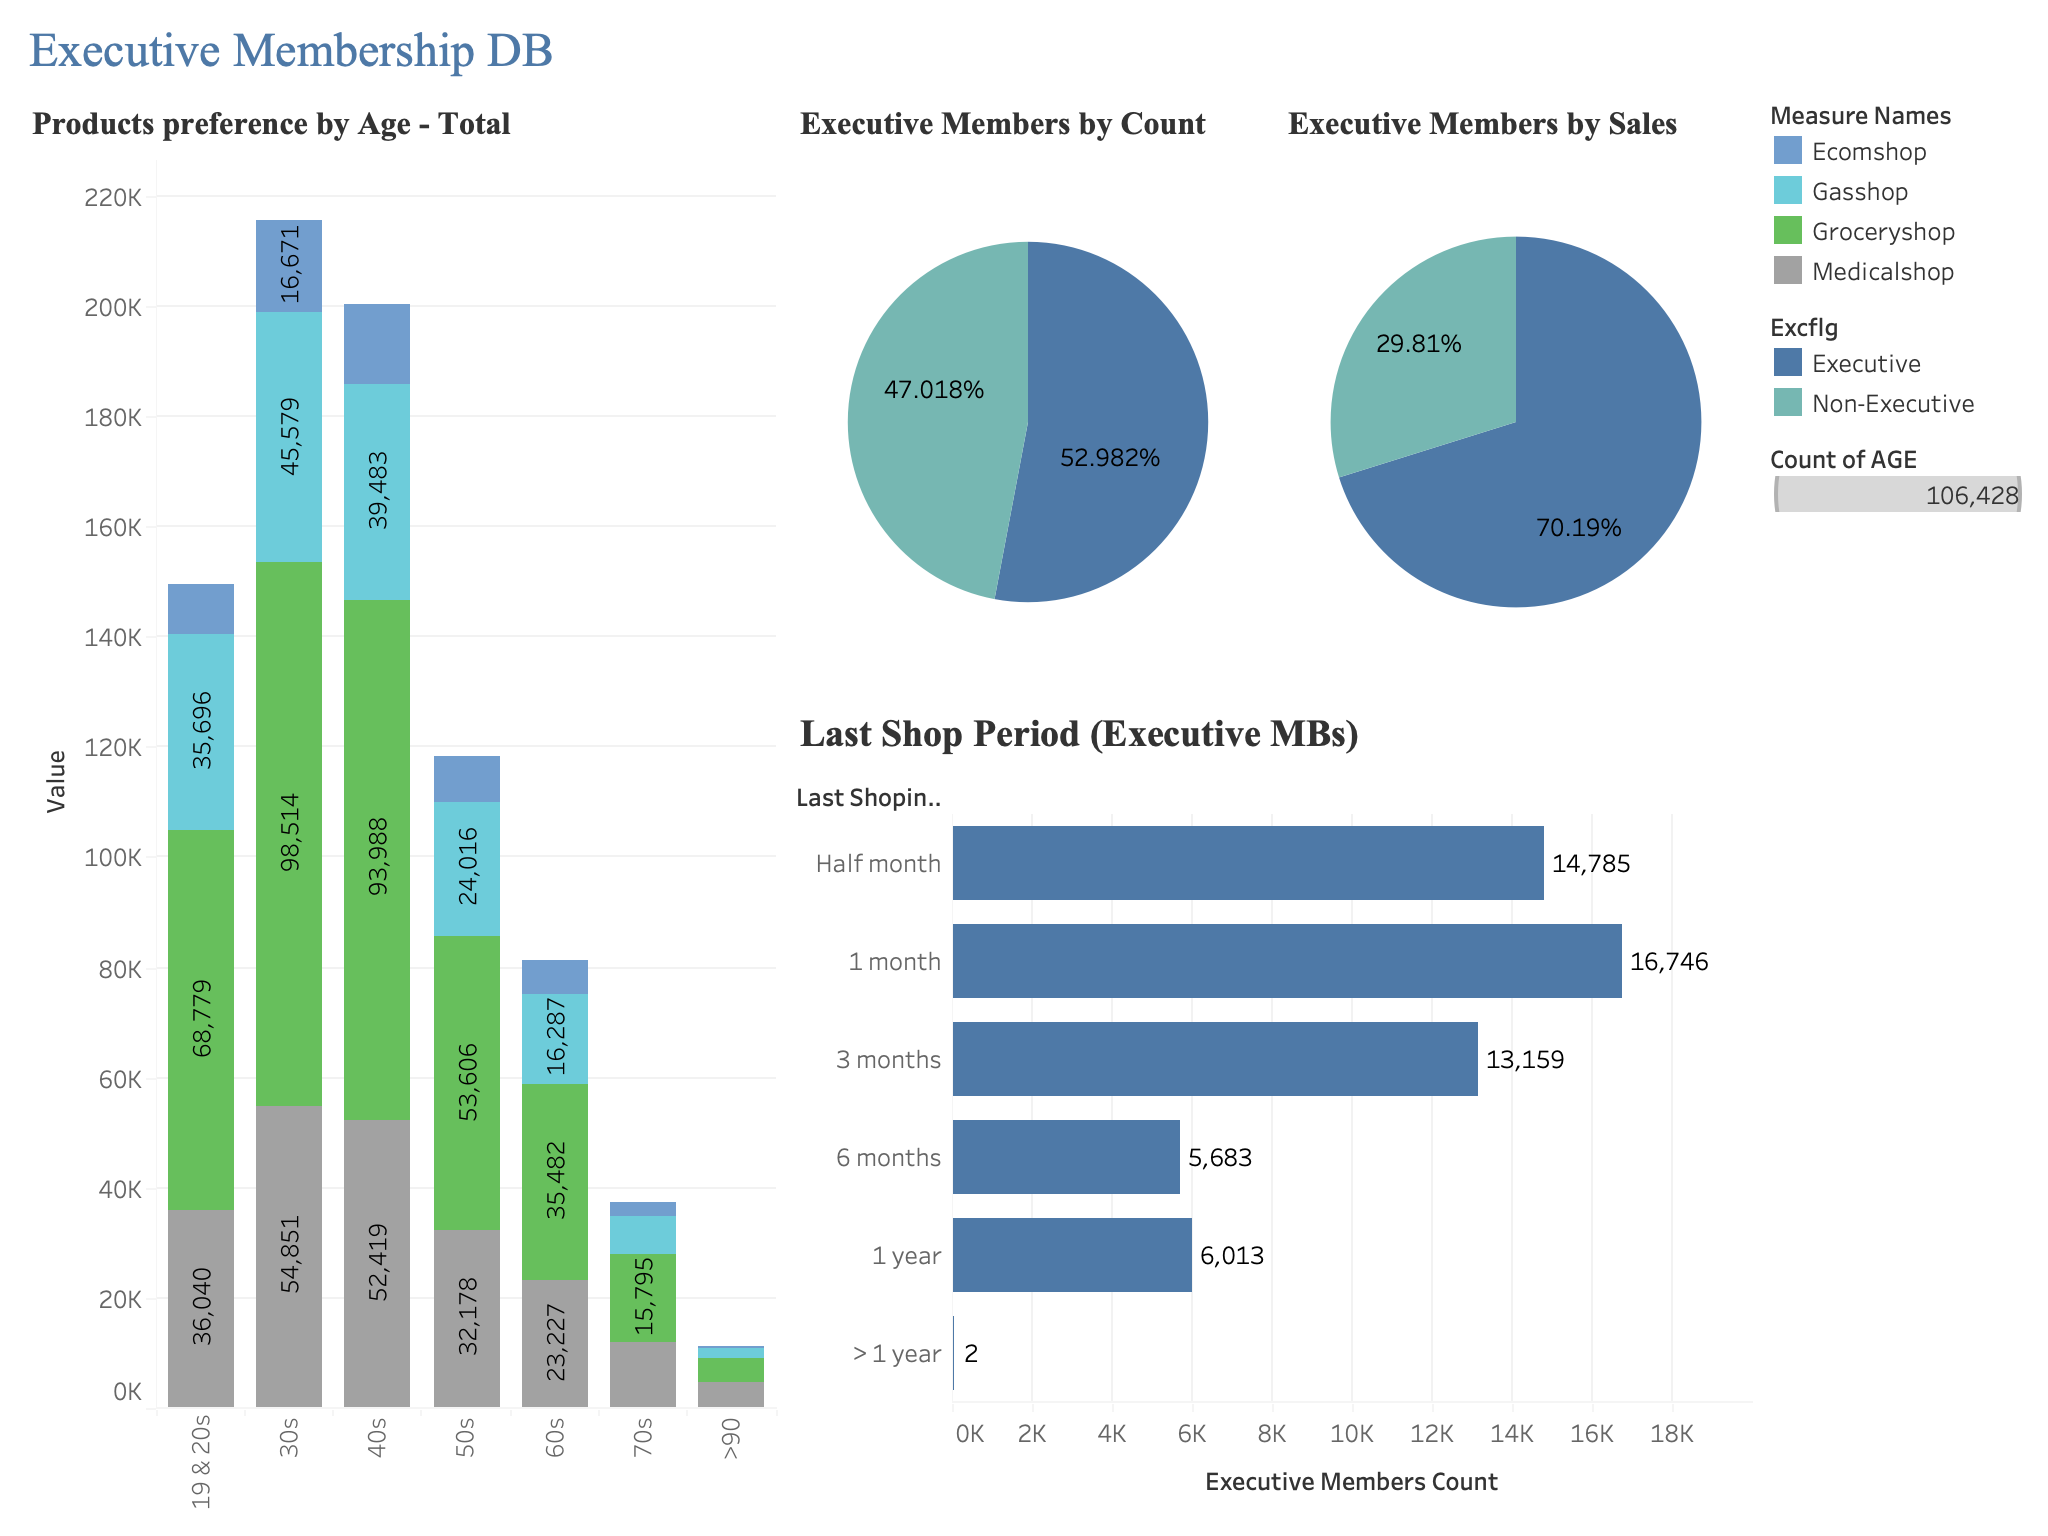 Executive Membership DB
Products preference by Age - Total
220K
200K
180K
160K
140K
120K
100K
80K
60K
40K
20K
0K
Value
36,040
68,779
35,696
54,851
98,514
45,579
16,671
52,419
93,988
39,483
32,178
53,606
24,016
23,227
35,482
16,287
15,795
19 & 20s
30s
40s
50s
60s
70s
>90
Executive Members by Count
47.018%
52.982%
Executive Members by Sales
29.81%
70.19%
Measure Names
Ecomshop
Gasshop
Groceryshop
Medicalshop
Excflg
Executive
Non-Executive
Count of AGE
106,428
Last Shop Period (Executive MBs)
Last Shopin..
Half month 14,785
1 month 16,746
3 months 13,159
6 months 5,683
1 year 6,013
> 1 year 2
0K 2K 4K 6K 8K 10K 12K 14K 16K 18K
Executive Members Count